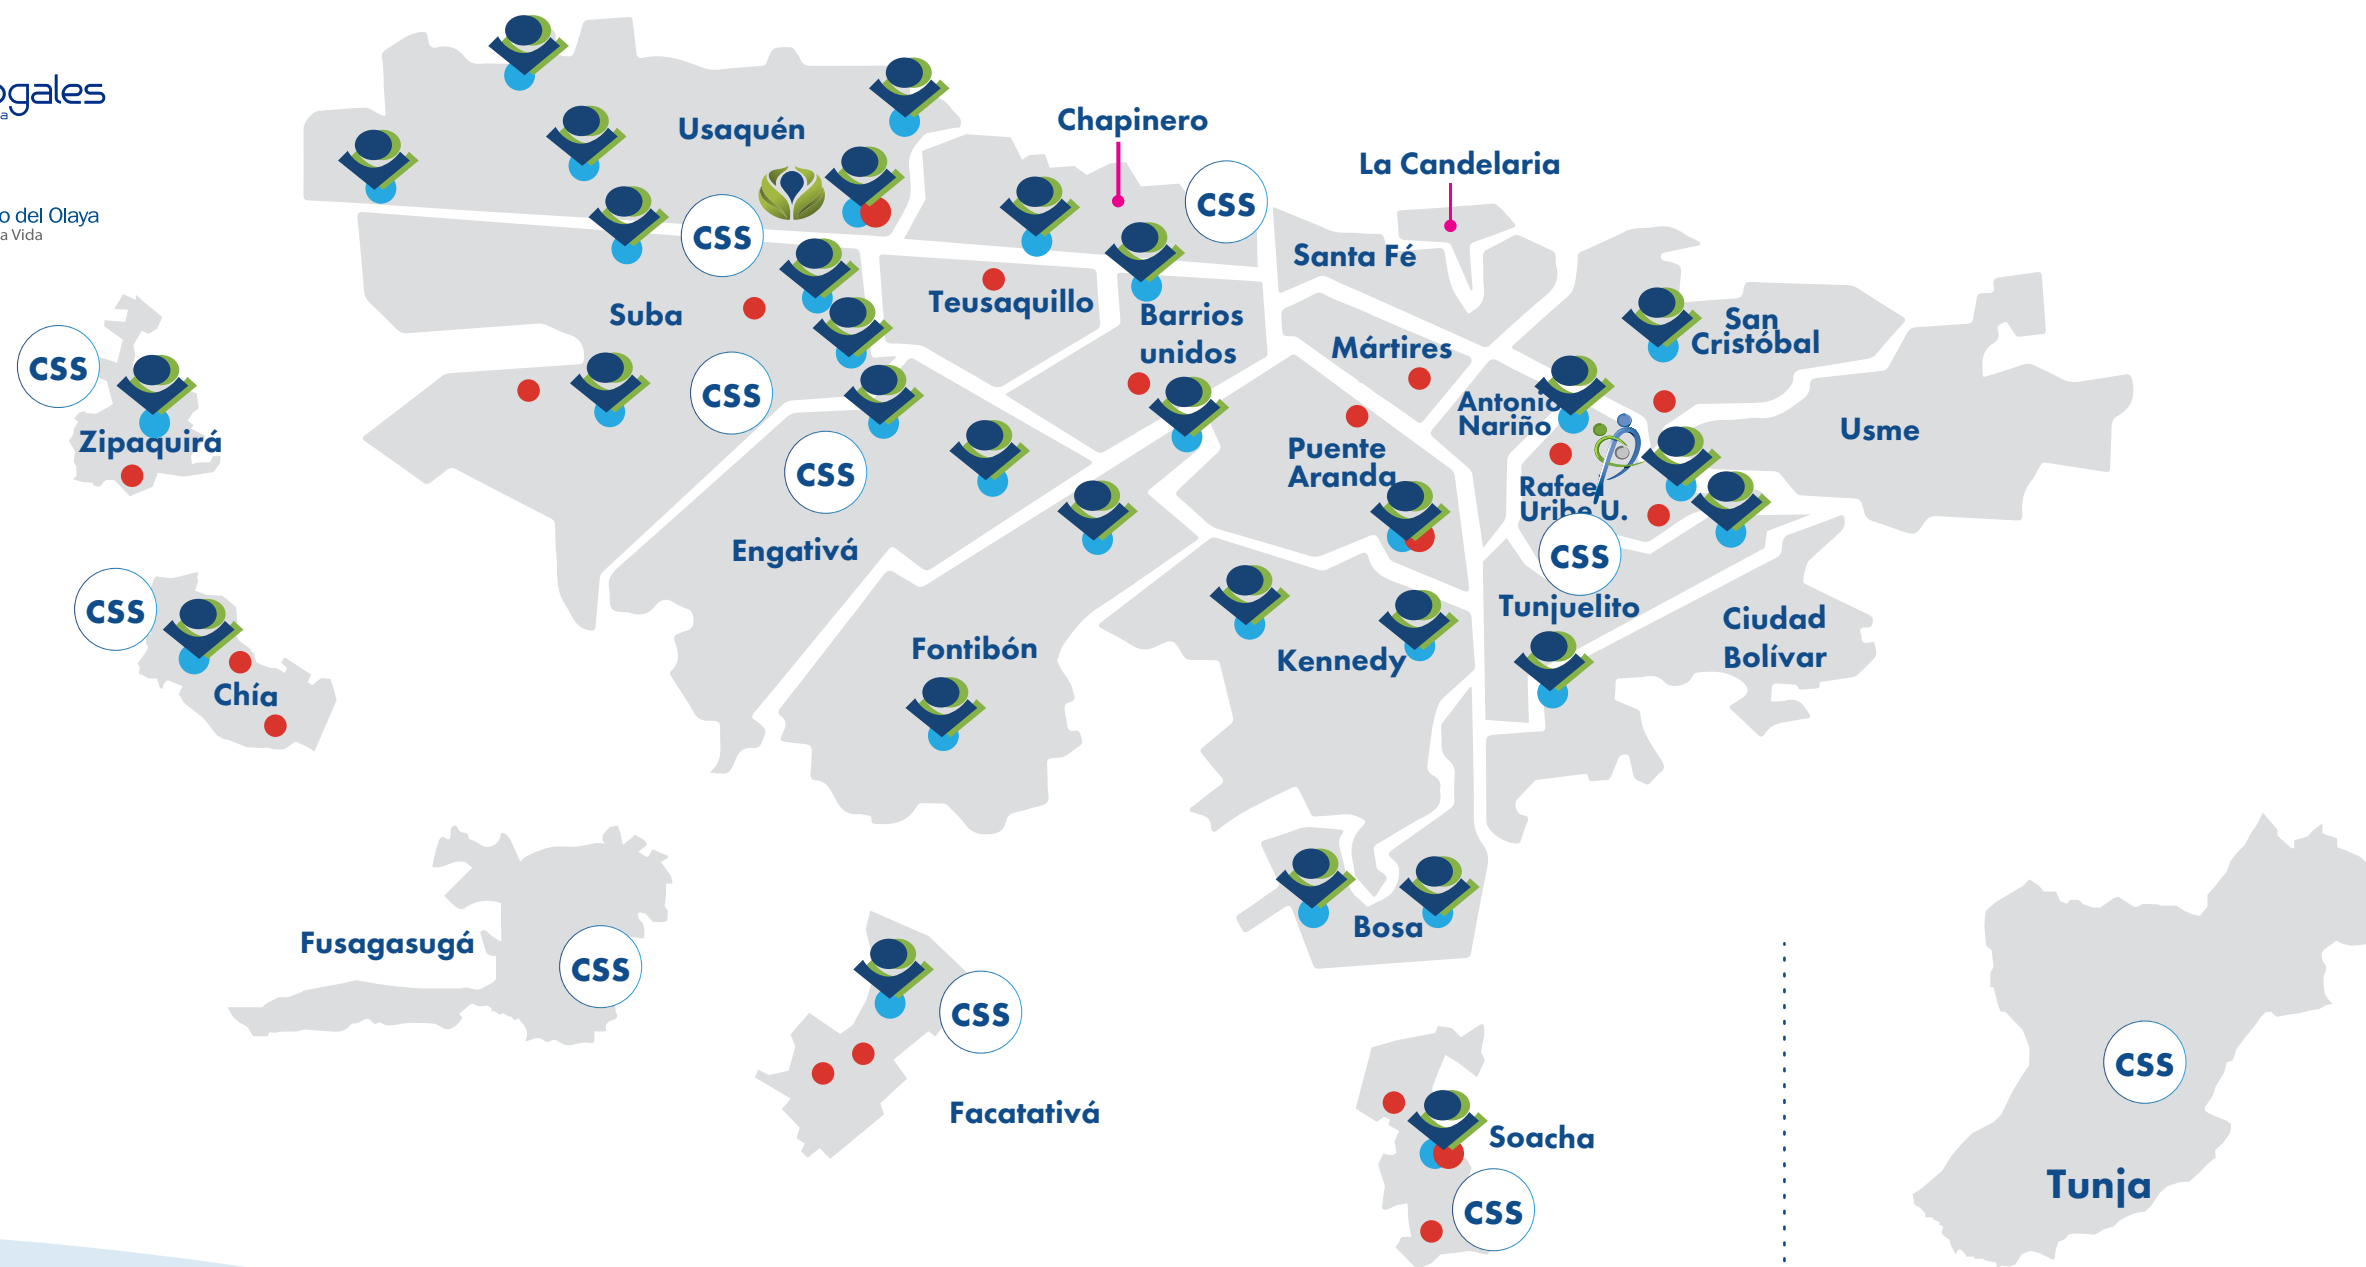 ogales
a
o del Olaya
a Vida
Usaquén
Chapinero
La Candelaria
css
css
Santa Fé
Suba
Teusaquillo
Barrios
unidos
San
Cristóbal
Mártires
css
css
Antonio
Nariño
Usme
Zipaquirá
Puente
Aranda
css
Rafael
Uribe U.
Engativá
css
css
Tunjuelito
Ciudad
Bolívar
Fontibón
Kennedy
Chía
Bosa
Fusagasugá
css
css
css
Facatativá
Soacha
Tunja
css